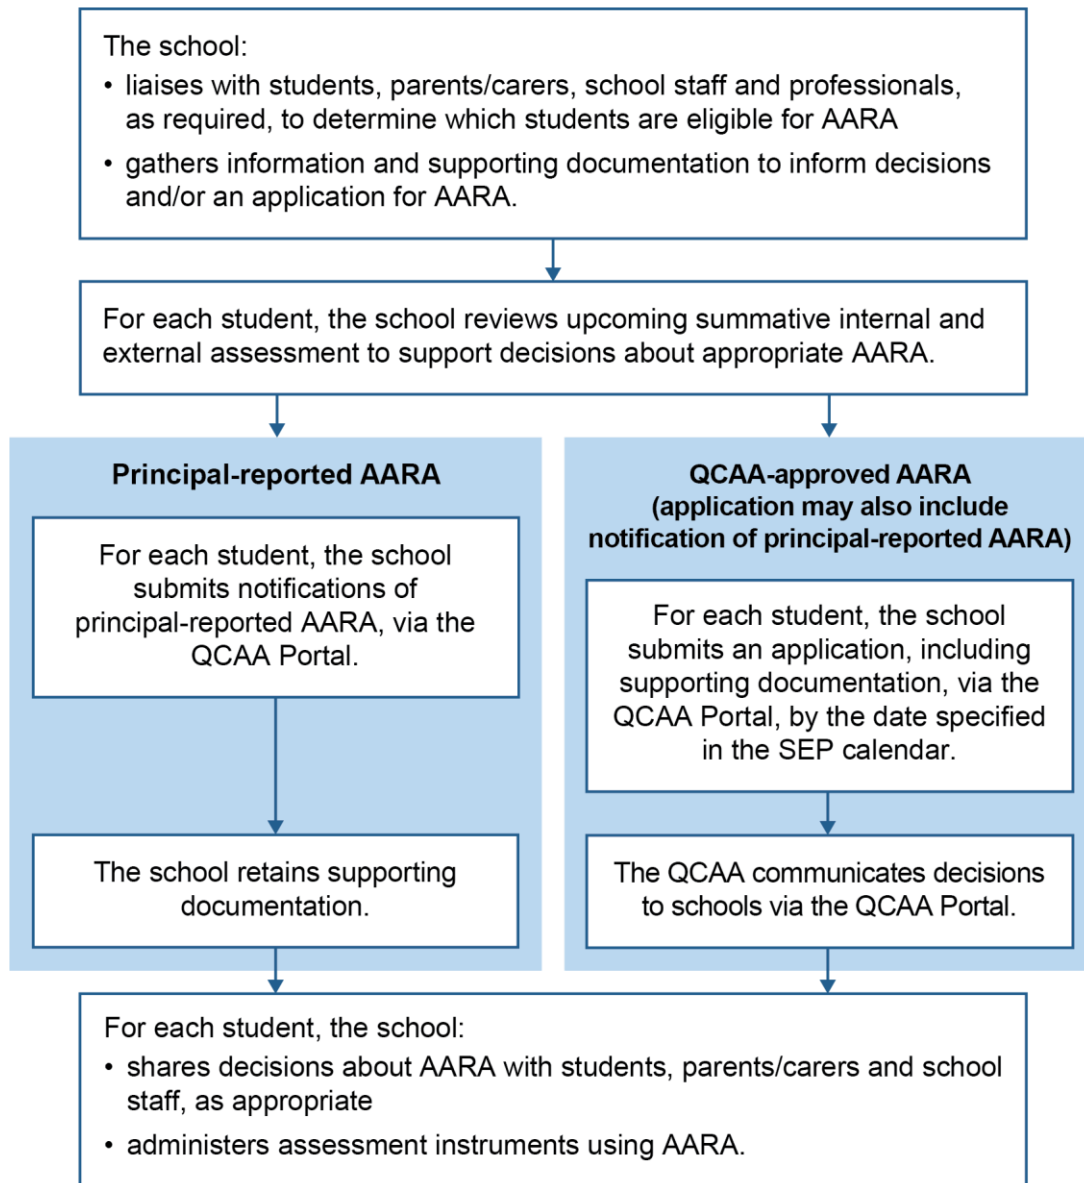 The school:
• liaises with students, parents/carers, school staff and professionals,
as required, to determine which students are eligible for AARA
• gathers information and supporting documentation to inform decisions
and/or an application for AARA.
For each student, the school reviews upcoming summative internal and
external assessment to support decisions about appropriate AARA.
Principal-reported AARA
For each student, the school
submits notifications of
principal-reported AARA, via the
QCAA Portal.
The school retains supporting
documentation.
QCAA-approved AARA
(application may also include
notification of principal-reported AARA)
For each student, the school
submits an application, including
supporting documentation, via the
QCAA Portal, by the date specified
in the SEP calendar.
The QCAA communicates decisions
to schools via the QCAA Portal.
For each student, the school:
• shares decisions about AARA with students, parents/carers and school
staff, as appropriate
• administers assessment instruments using AARA.